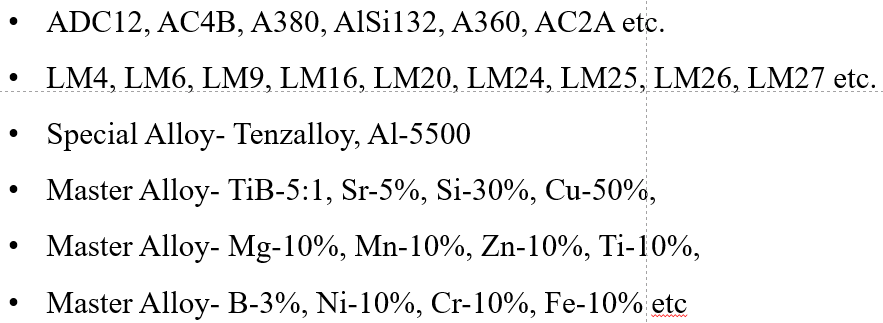 • ADC12, AC4B, A380, AlSi132, A360, AC2A etc.
• LM4, LM6, LM9, LM16, LM20, LM24, LM25, LM26, LM27 etc.
• Special Alloy- Tenzalloy, Al-5500
• Master Alloy- TiB-5:1, Sr-5%, Si-30%, Cu-50%,
• Master Alloy- Mg-10%, Mn-10%, Zn-10%, Ti-10%,
• Master Alloy- B-3%, Ni-10%, Cr-10%, Fe-10% etc